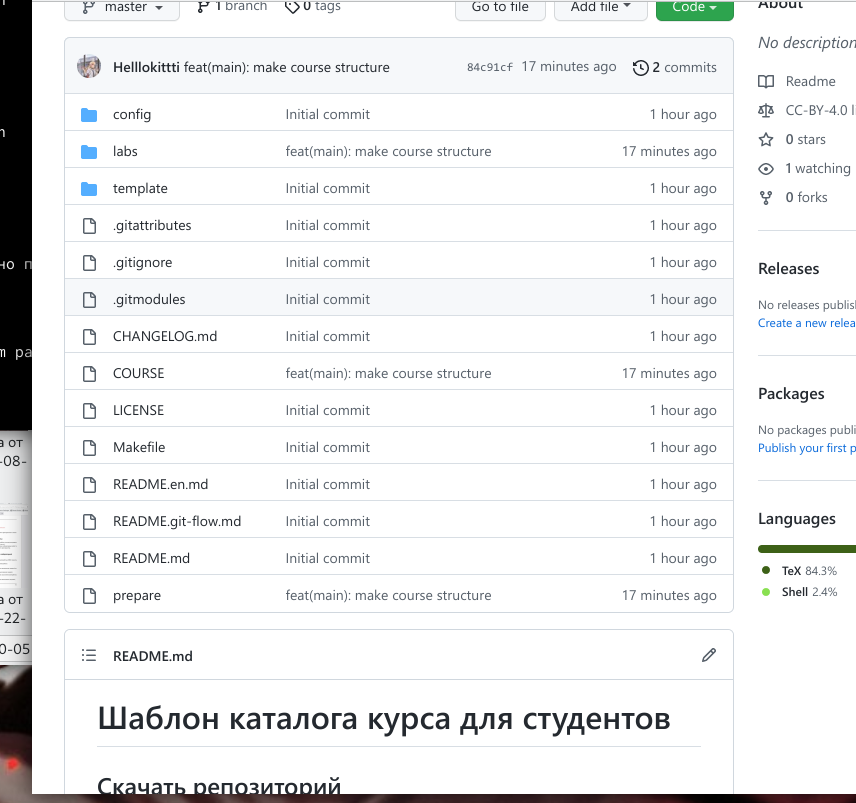 master
1 branch
0 tags
Go to file
Add file
Code
About
Helllokittti feat(main): make course structure 84c91cf 17 minutes ago 2 commits
config Initial commit 1 hour ago
labs feat(main): make course structure 17 minutes ago
template Initial commit 1 hour ago
.gitattributes Initial commit 1 hour ago
.gitignore Initial commit 1 hour ago
.gitmodules Initial commit 1 hour ago
CHANGELOG.md Initial commit 1 hour ago
COURSE feat(main): make course structure 17 minutes ago
LICENSE Initial commit 1 hour ago
Makefile Initial commit 1 hour ago
README.en.md Initial commit 1 hour ago
README.git-flow.md Initial commit 1 hour ago
README.md Initial commit 1 hour ago
prepare feat(main): make course structure 17 minutes ago
README.md
Шаблон каталога курса для студентов
Скачать репозиторий
No description
Readme
CC-BY-4.0 li
0 stars
1 watching
0 forks
Releases
No releases publis
Create a new relea
Packages
No packages publi
Publish your first p
Languages
TeX 84.3%
Shell 2.4%
но п
m ра
а от
-08-
а от
-22-
0-05